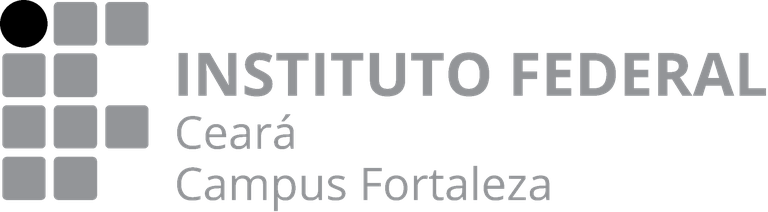 INSTITUTO FEDERAL
Ceará
Campus Fortaleza